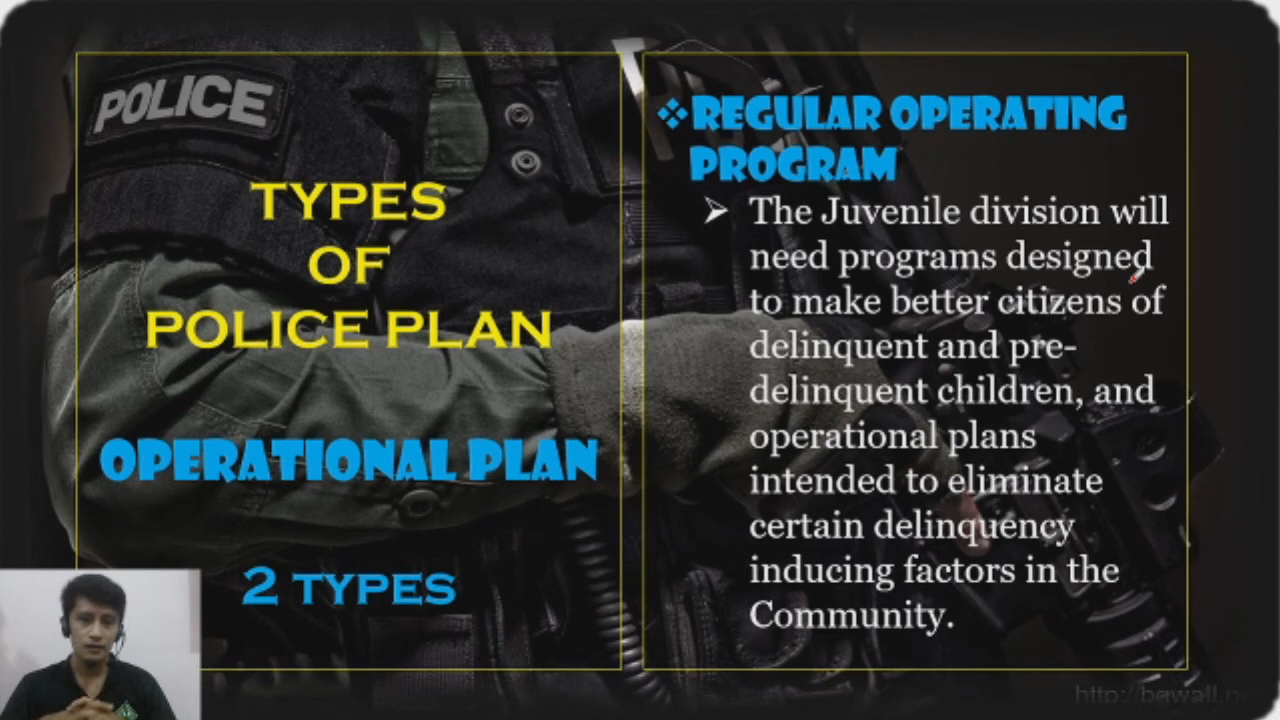 POLICE
TYPES
OF
POLICE PLAN
OPERATIONAL PLAN
2 TYPES
REGULAR OPERATING
PROGRAM
The Juvenile division will
need programs designed
to make better citizens of
delinquent and pre-
delinquent children, and
operational plans
intended to eliminate
certain delinquency
inducing factors in the
Community.